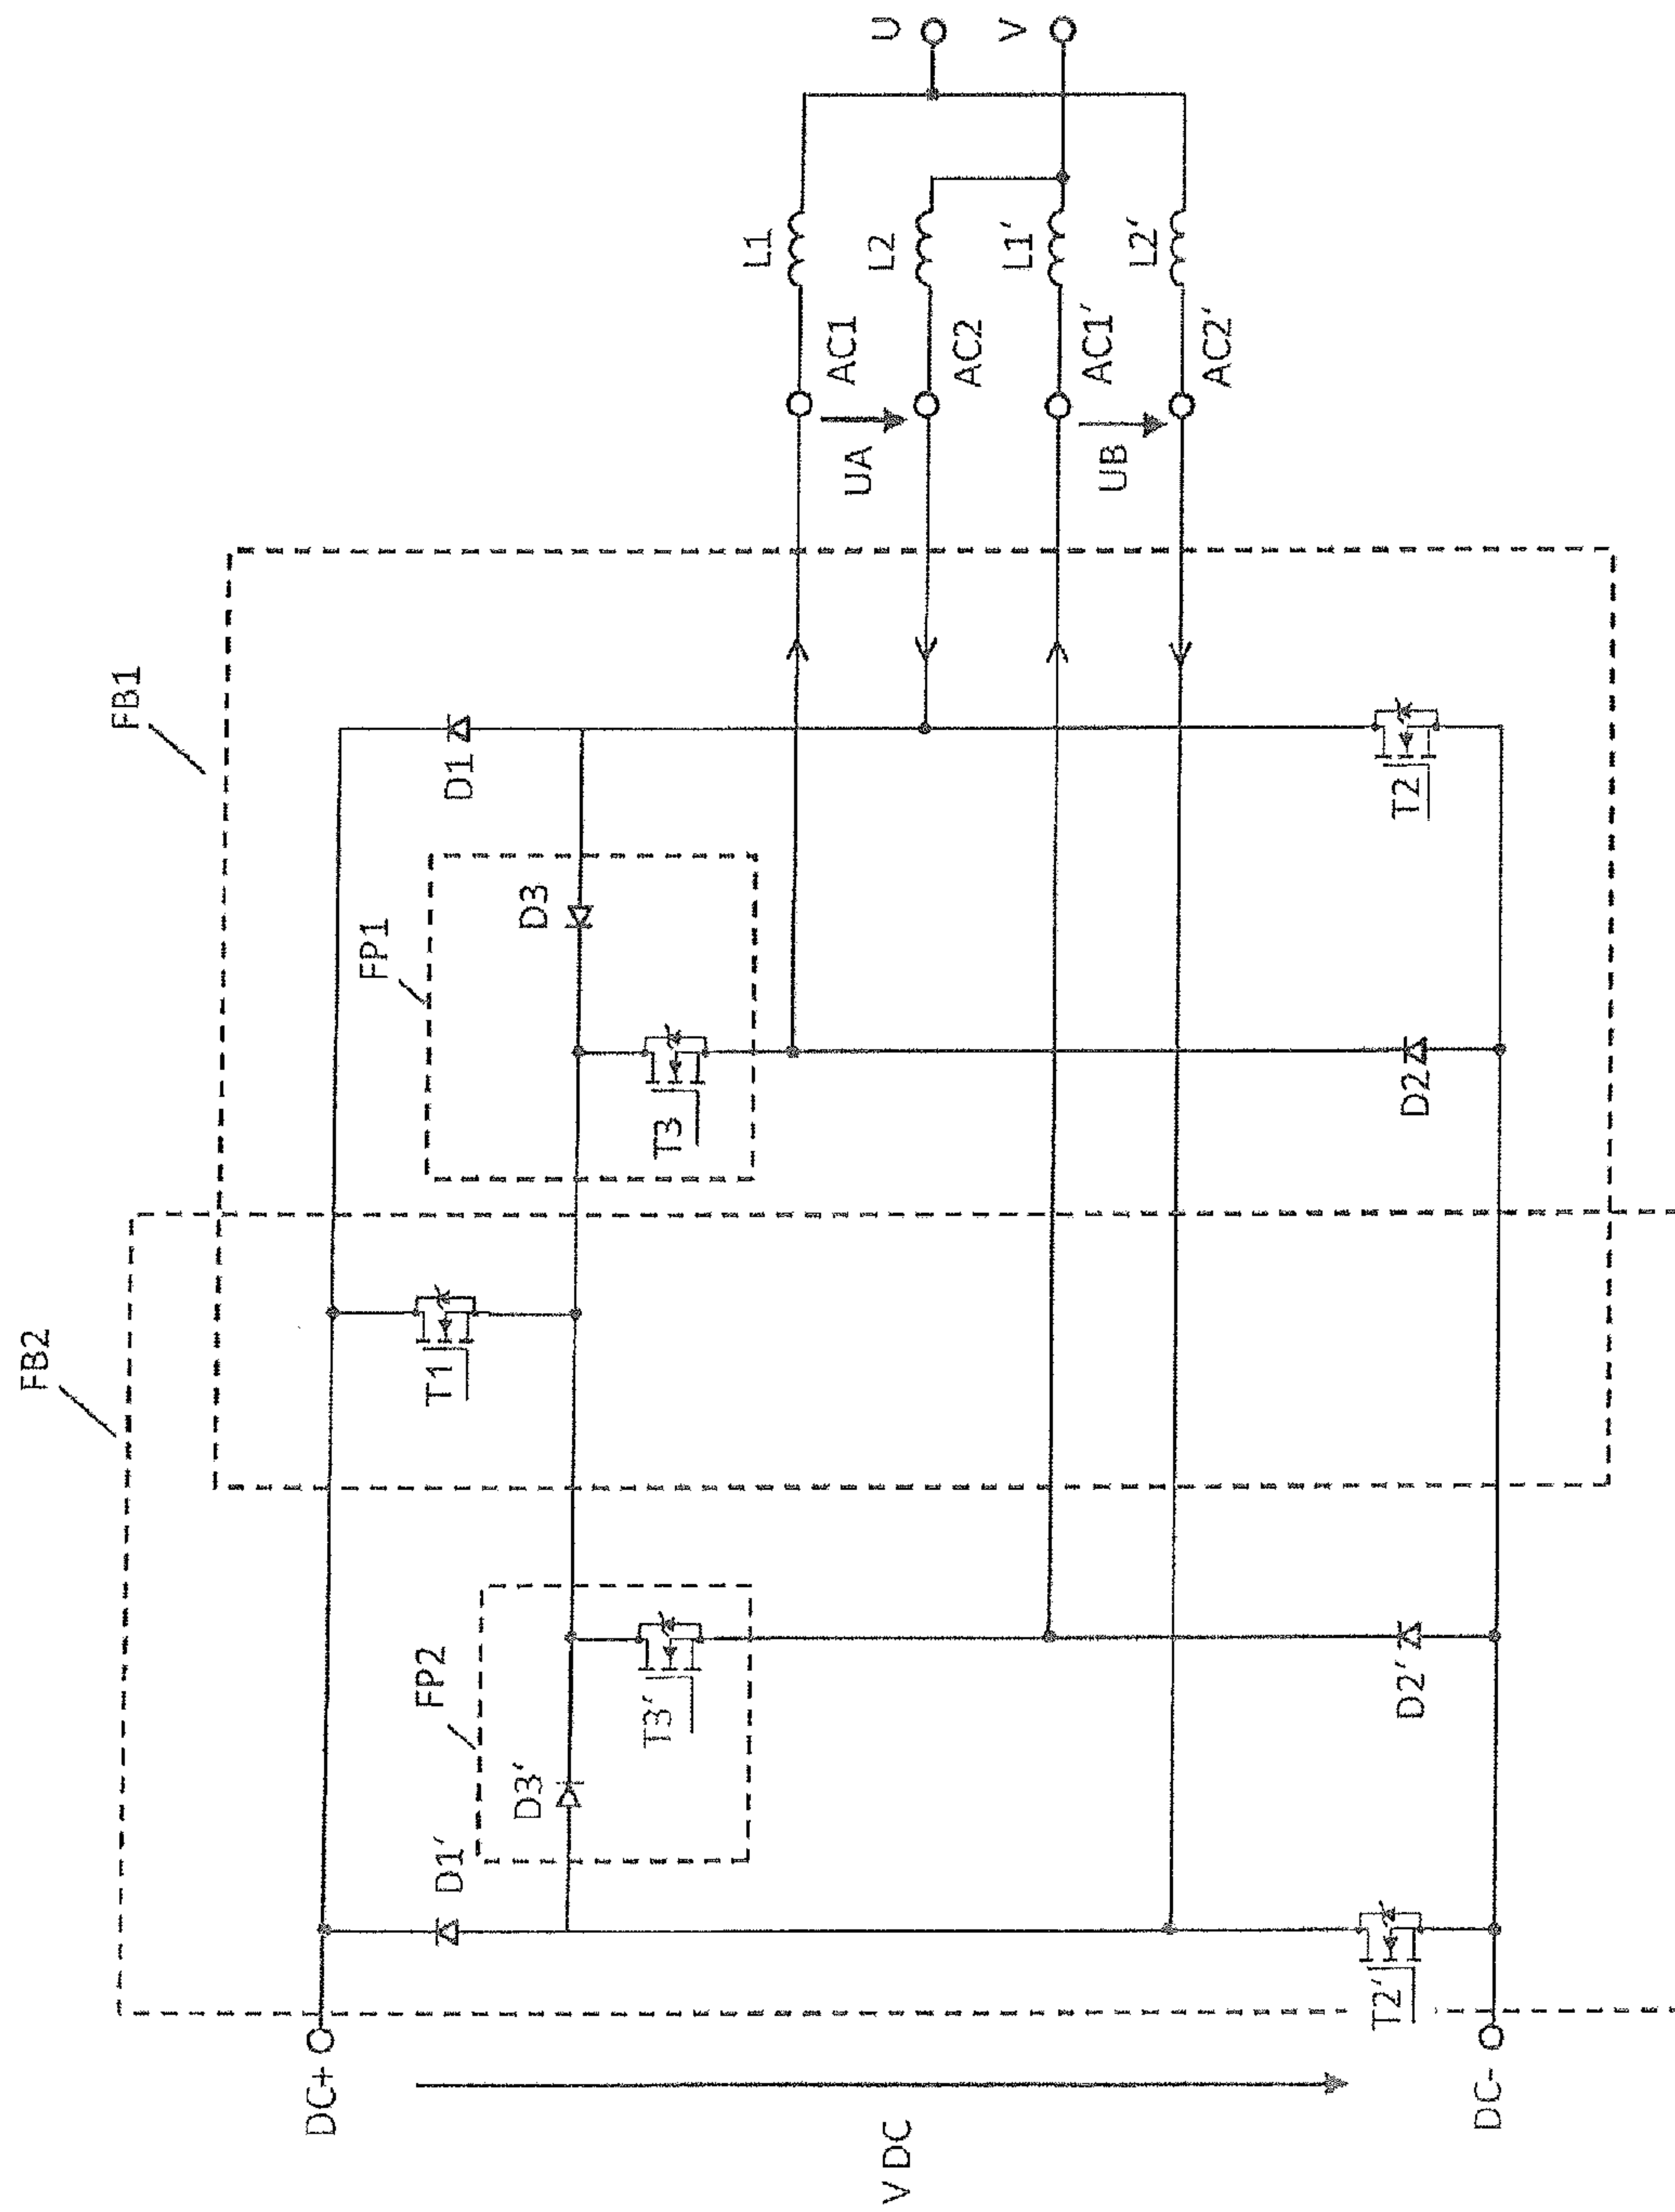 FB2
FB1
DC+
D1'
T1
D1
FP2
D3'
T3'
FP1
D3
T3
V DC
UA
AC1
L1
AC2
L2
U
UB
AC1'
L1'
V
AC2'
L2'
T2'
D2'
D2
T2
DC-